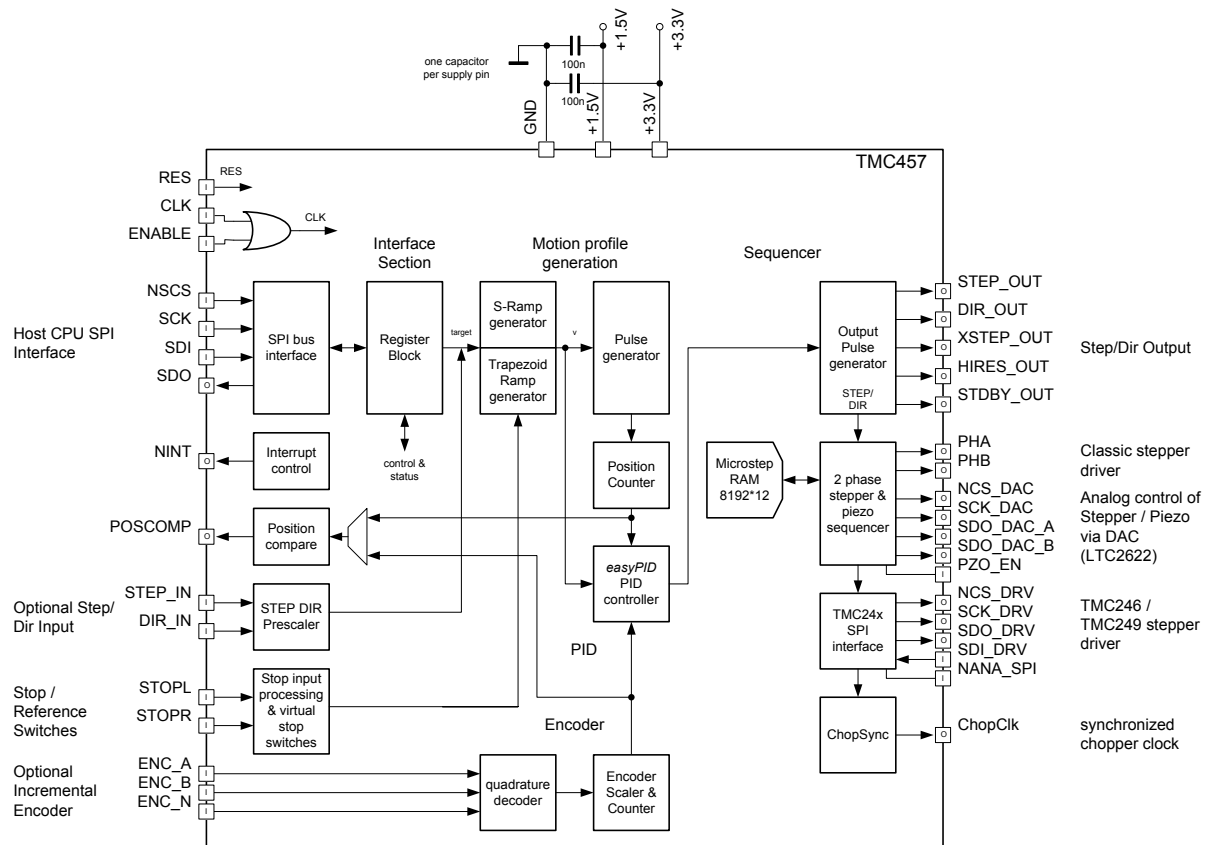 +1.5V
+3.3V
one capacitor
per supply pin
100n
100n
GND
+1.5V
+3.3V
TMC457
RES
RES
CLK
CLK
ENABLE
Interface
Section
Motion profile
generation
Sequencer
Host CPU SPI
Interface
NSCS
SCK
SDI
SDO
SPI bus
interface
Register
Block
target
S-Ramp
generator
Trapezoid
Ramp
generator
v
Pulse
generator
Output
Pulse
generator
STEP/
DIR
STEP_OUT
DIR_OUT
XSTEP_OUT
HIRES_OUT
STDBY_OUT
Step/Dir Output
NINT
Interrupt
control
control &
status
Position
Counter
Microstep
RAM
8192*12
2 phase
stepper &
piezo
sequencer
PHA
PHB
Classic stepper
driver
NCS_DAC
SCK_DAC
SDO_DAC_A
SDO_DAC_B
PZO_EN
Analog control of
Stepper / Piezo
via DAC
(LTC2622)
POSCOMP
Position
compare
easyPID
PID
controller
Optional Step/
Dir Input
STEP_IN
DIR_IN
STEP DIR
Prescaler
PID
TMC24x
SPI
interface
NCS_DRV
SCK_DRV
SDO_DRV
SDI_DRV
NANA_SPI
TMC246 /
TMC249 stepper
driver
Stop /
Reference
Switches
STOPL
STOPR
Stop input
processing
& virtual
stop
switches
Encoder
ChopSync
ChopClk
synchronized
chopper clock
Optional
Incremental
Encoder
ENC_A
ENC_B
ENC_N
quadrature
decoder
Encoder
Scaler &
Counter
I
I
I
I
I
I
O
O
O
I
I
I
I
I
I
I
O
O
O
O
O
O
O
O
O
O
O
I
O
O
O
I
I
O